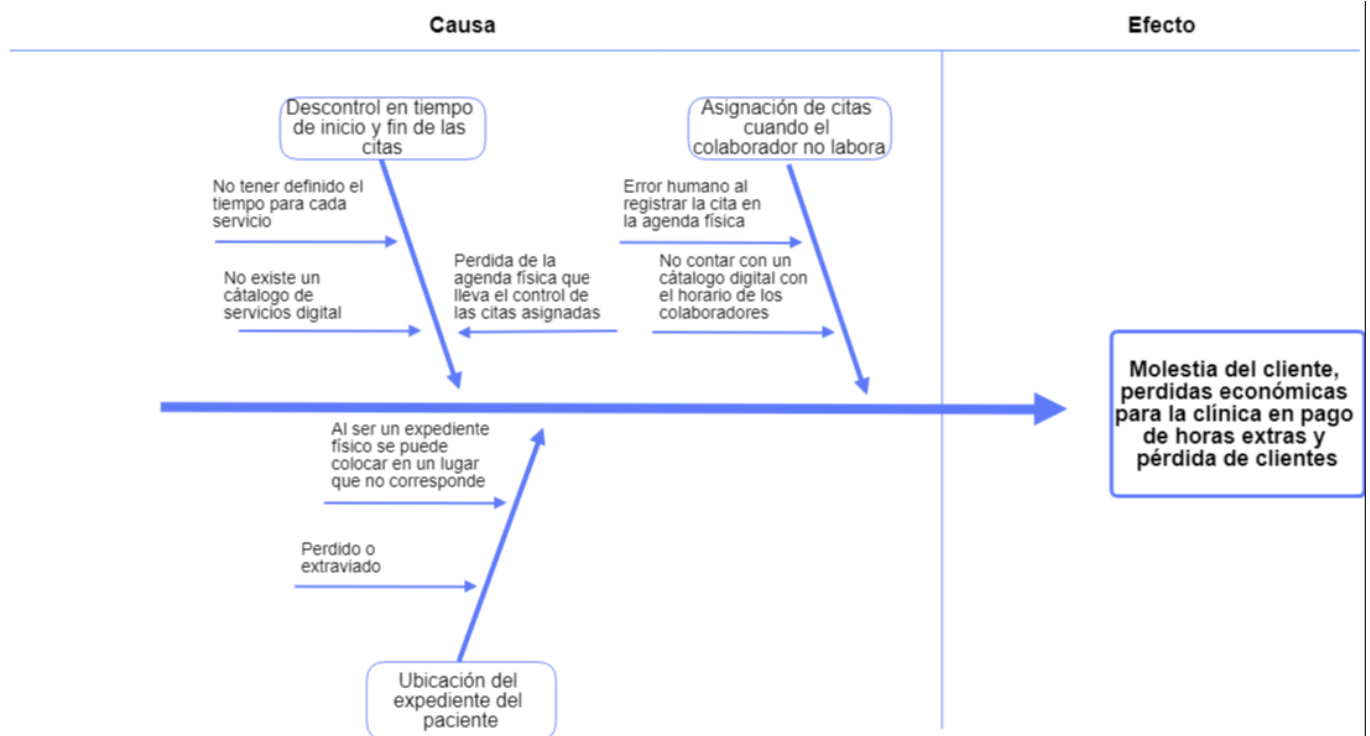 Causa
Efecto
Descontrol en tiempo
de inicio y fin de las
citas
Asignación de citas
cuando el
colaborador no labora
No tener definido el
tiempo para cada
servicio
Error humano al
registrar la cita en
la agenda física
No existe un
cátalogo de
servicios digital
Perdida de la
agenda física que
lleva el control de
las citas asignadas
No contar con un
cátalogo digital con
el horario de los
colaboradores
Molestia del cliente,
perdidas económicas
para la clínica en pago
de horas extras y
pérdida de clientes
Al ser un expediente
físico se puede
colocar en un lugar
que no corresponde
Perdido o
extraviado
Ubicación del
expediente del
paciente